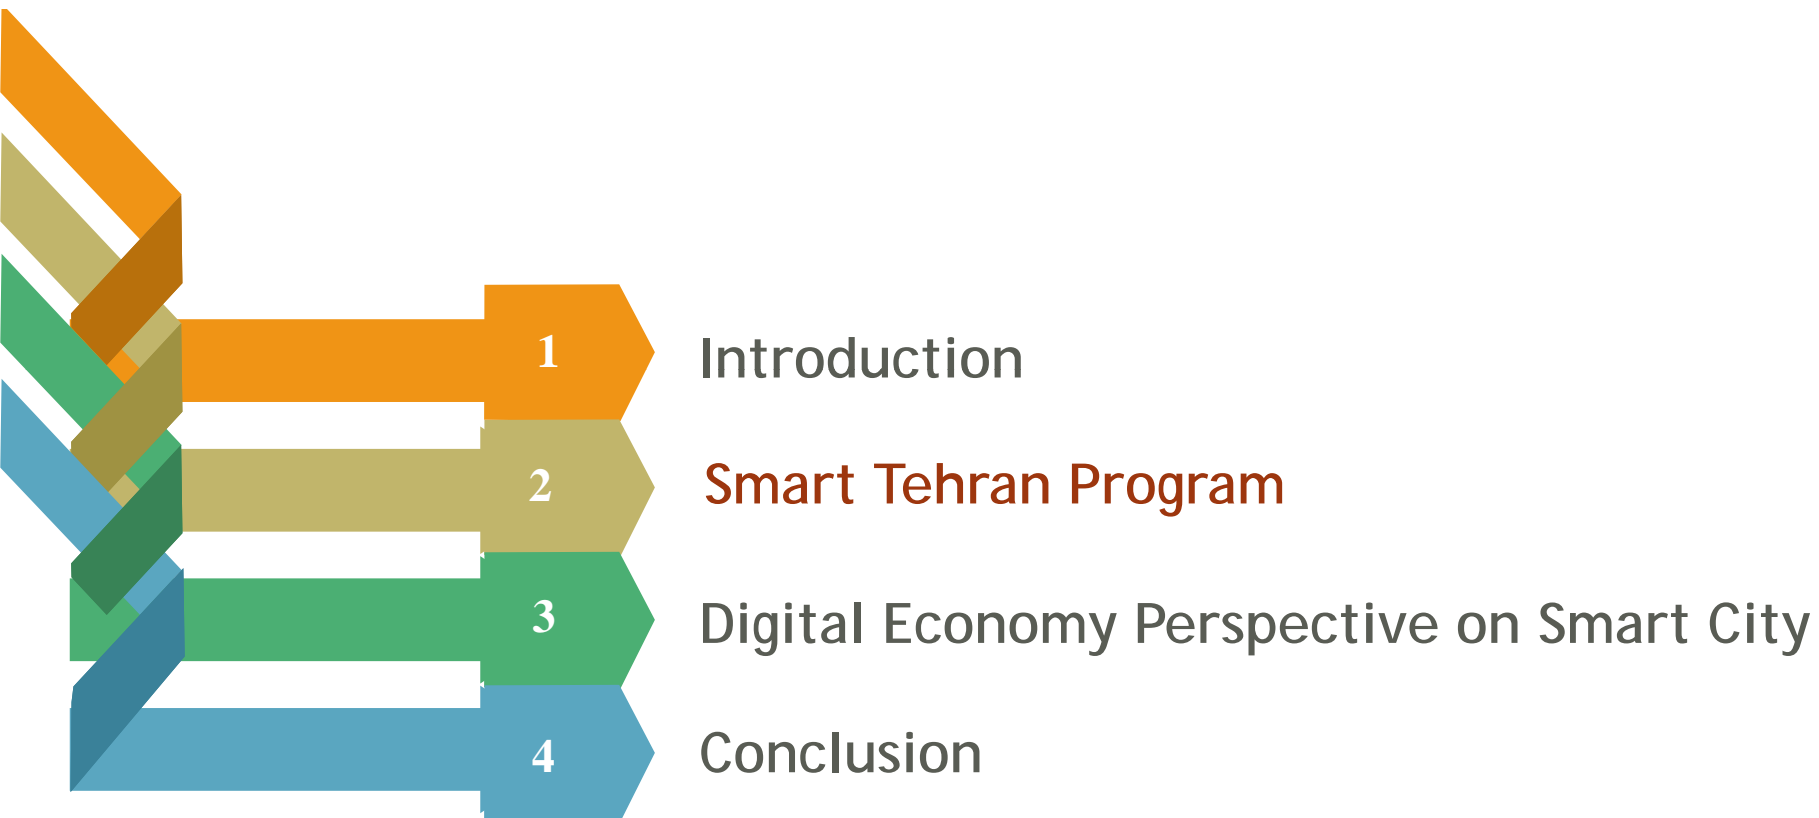 1 Introduction
2 Smart Tehran Program
3 Digital Economy Perspective on Smart City
4 Conclusion